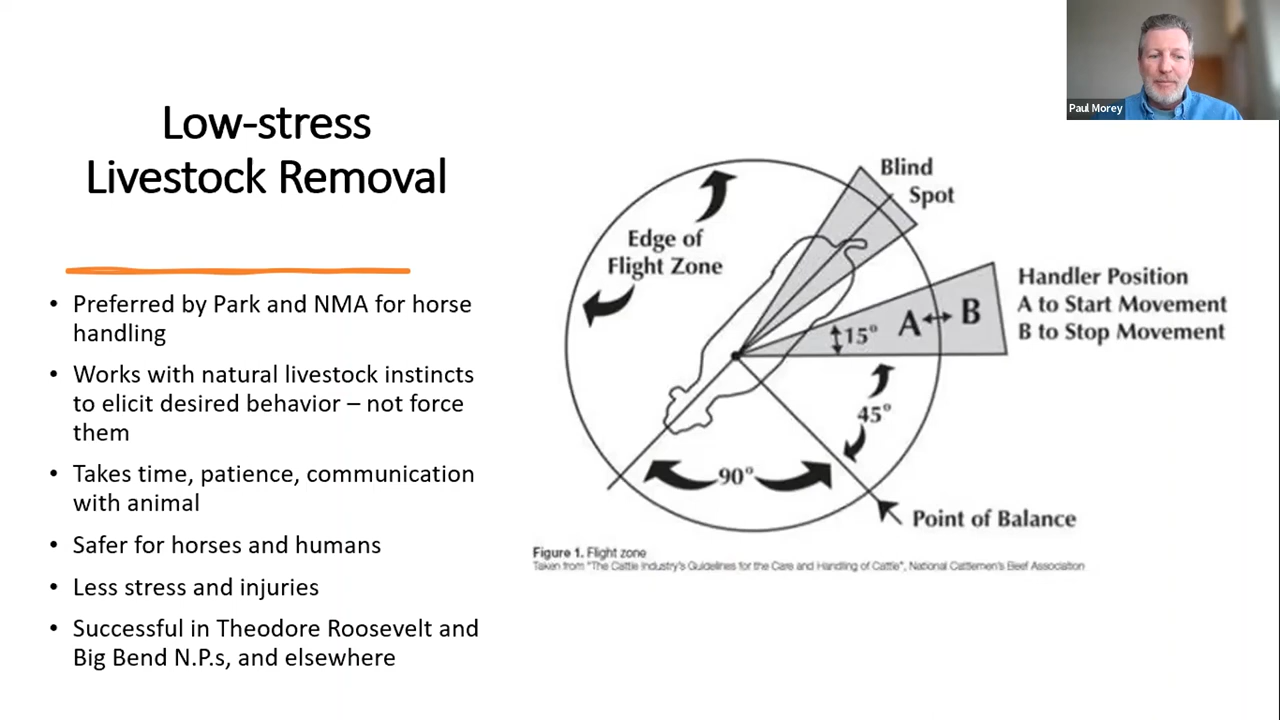 Paul Morey
Low-stress
Livestock Removal
• Preferred by Park and NMA for horse
handling
• Works with natural livestock instincts
to elicit desired behavior – not force
them
• Takes time, patience, communication
with animal
• Safer for horses and humans
• Less stress and injuries
• Successful in Theodore Roosevelt and
Big Bend N.P.s, and elsewhere
Blind
Spot
Edge of
Flight Zone
Handler Position
A to Start Movement
B to Stop Movement
A B
15°
45°
90°
Point of Balance
Figure 1. Flight zone
Taken from "The Cattle Industry's Guidelines for the Care and Handling of Cattle", National Cattlemen's Beef Association